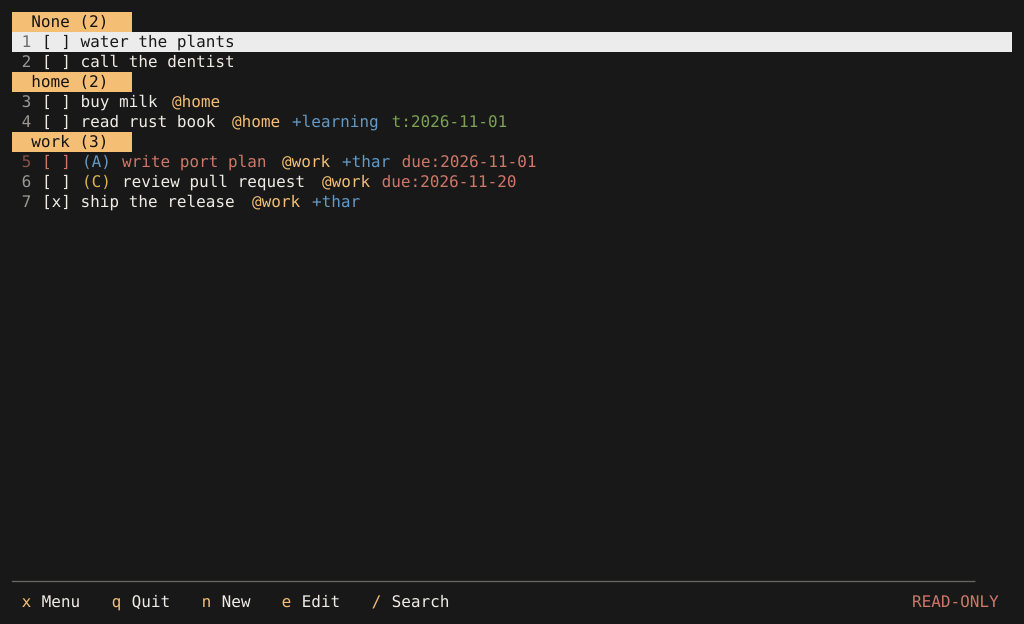 None (2)
1 [ ] water the plants
2 [ ] call the dentist
home (2)
3 [ ] buy milk @home
4 [ ] read rust book @home +learning t:2026-11-01
work (3)
5 [ ] (A) write port plan @work +thar due:2026-11-01
6 [ ] (C) review pull request @work due:2026-11-20
7 [x] ship the release @work +thar
x Menu q Quit n New e Edit / Search READ-ONLY